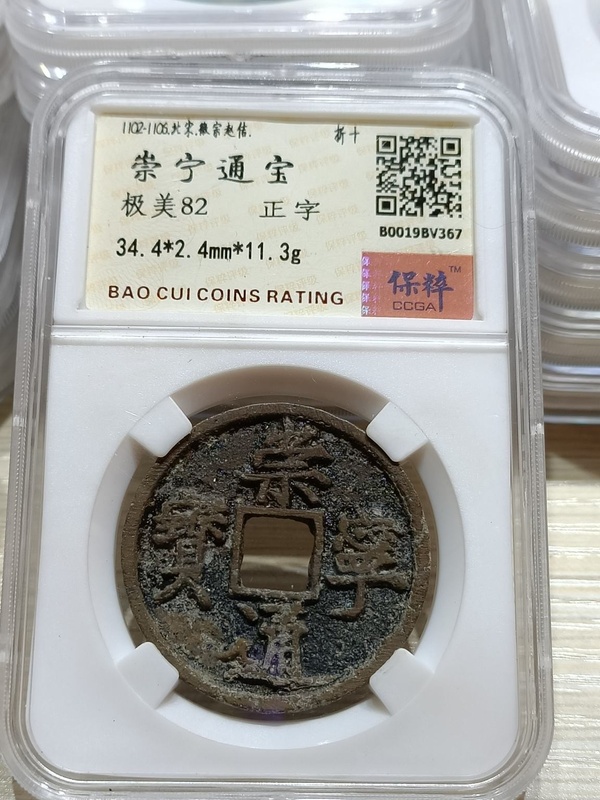 1102-1106.北宋.徽宗赵佶.
折十
崇宁通宝
极美82 正字
34.4*2.4mm*11.3g
B0019BV367
BAO CUI COINS RATING
保粹™
CCGA
崇
寧
通
寶